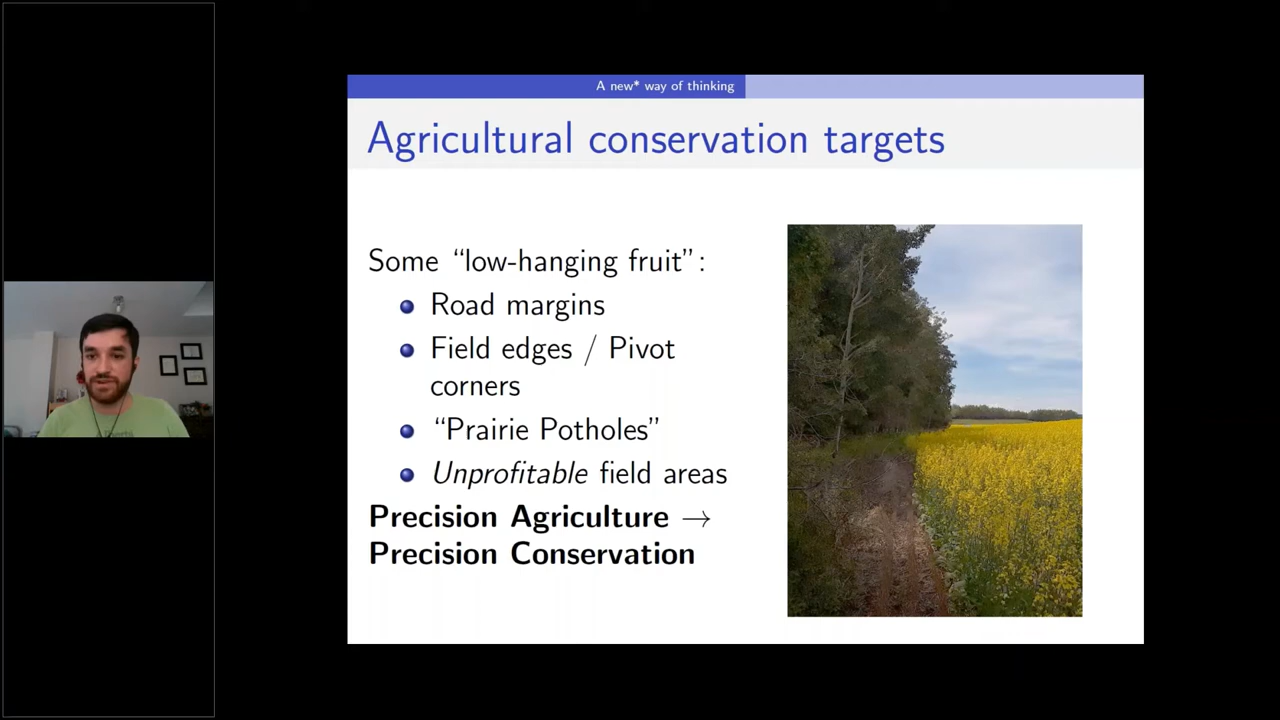 A new* way of thinking
Agricultural conservation targets
Some “low-hanging fruit”:
Road margins
Field edges / Pivot
corners
“Prairie Potholes”
Unprofitable field areas
Precision Agriculture →
Precision Conservation